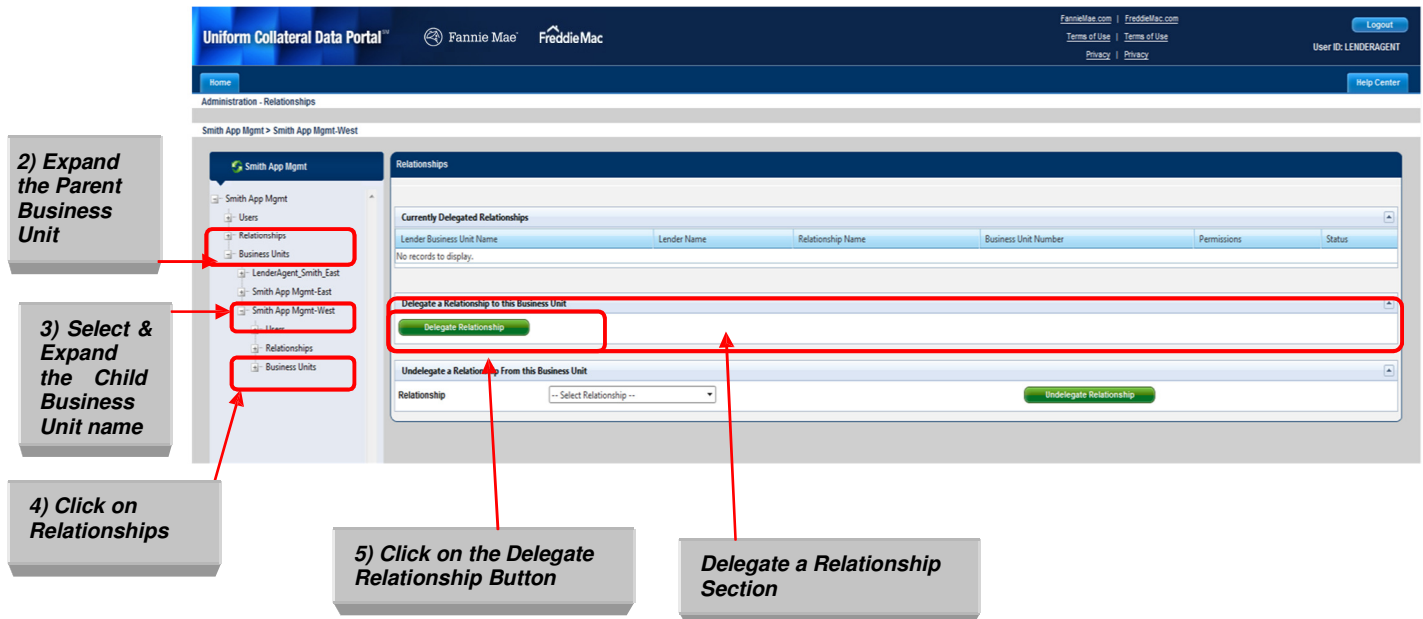 FannieMae.com | FreddieMac.com
Logout
Uniform Collateral Data Portal℠ Fannie Mae® Freddie Mac
Terms of Use | Terms of Use
User ID: LENDERAGENT
Privacy | Privacy
Home
Help Center
Administration - Relationships
Smith App Mgmt > Smith App Mgmt-West
2) Expand
the Parent
Business
Unit
3) Select &
Expand
the Child
Business
Unit name
4) Click on
Relationships
Smith App Mgmt
Smith App Mgmt
Users
Relationships
Business Units
LenderAgent_Smith_East
Smith App Mgmt-East
Smith App Mgmt-West
Users
Relationships
Business Units
Relationships
Currently Delegated Relationships
Lender Business Unit Name Lender Name Relationship Name Business Unit Number Permissions Status
No records to display.
Delegate a Relationship to this Business Unit
Delegate Relationship
Undelegate a Relationship From this Business Unit
Relationship -- Select Relationship -- Undelegate Relationship
5) Click on the Delegate
Relationship Button
Delegate a Relationship
Section